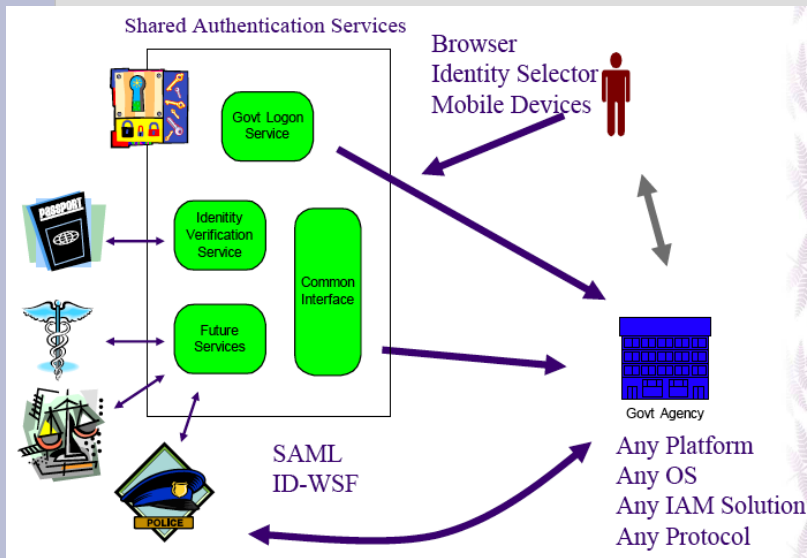 Shared Authentication Services
Browser
Identity Selector
Mobile Devices
Govt Logon
Service
PASSPORT
Idenitity
Verification
Service
Common
Interface
Future
Services
Govt Agency
SAML
ID-WSF
POLICE
Any Platform
Any OS
Any IAM Solution
Any Protocol